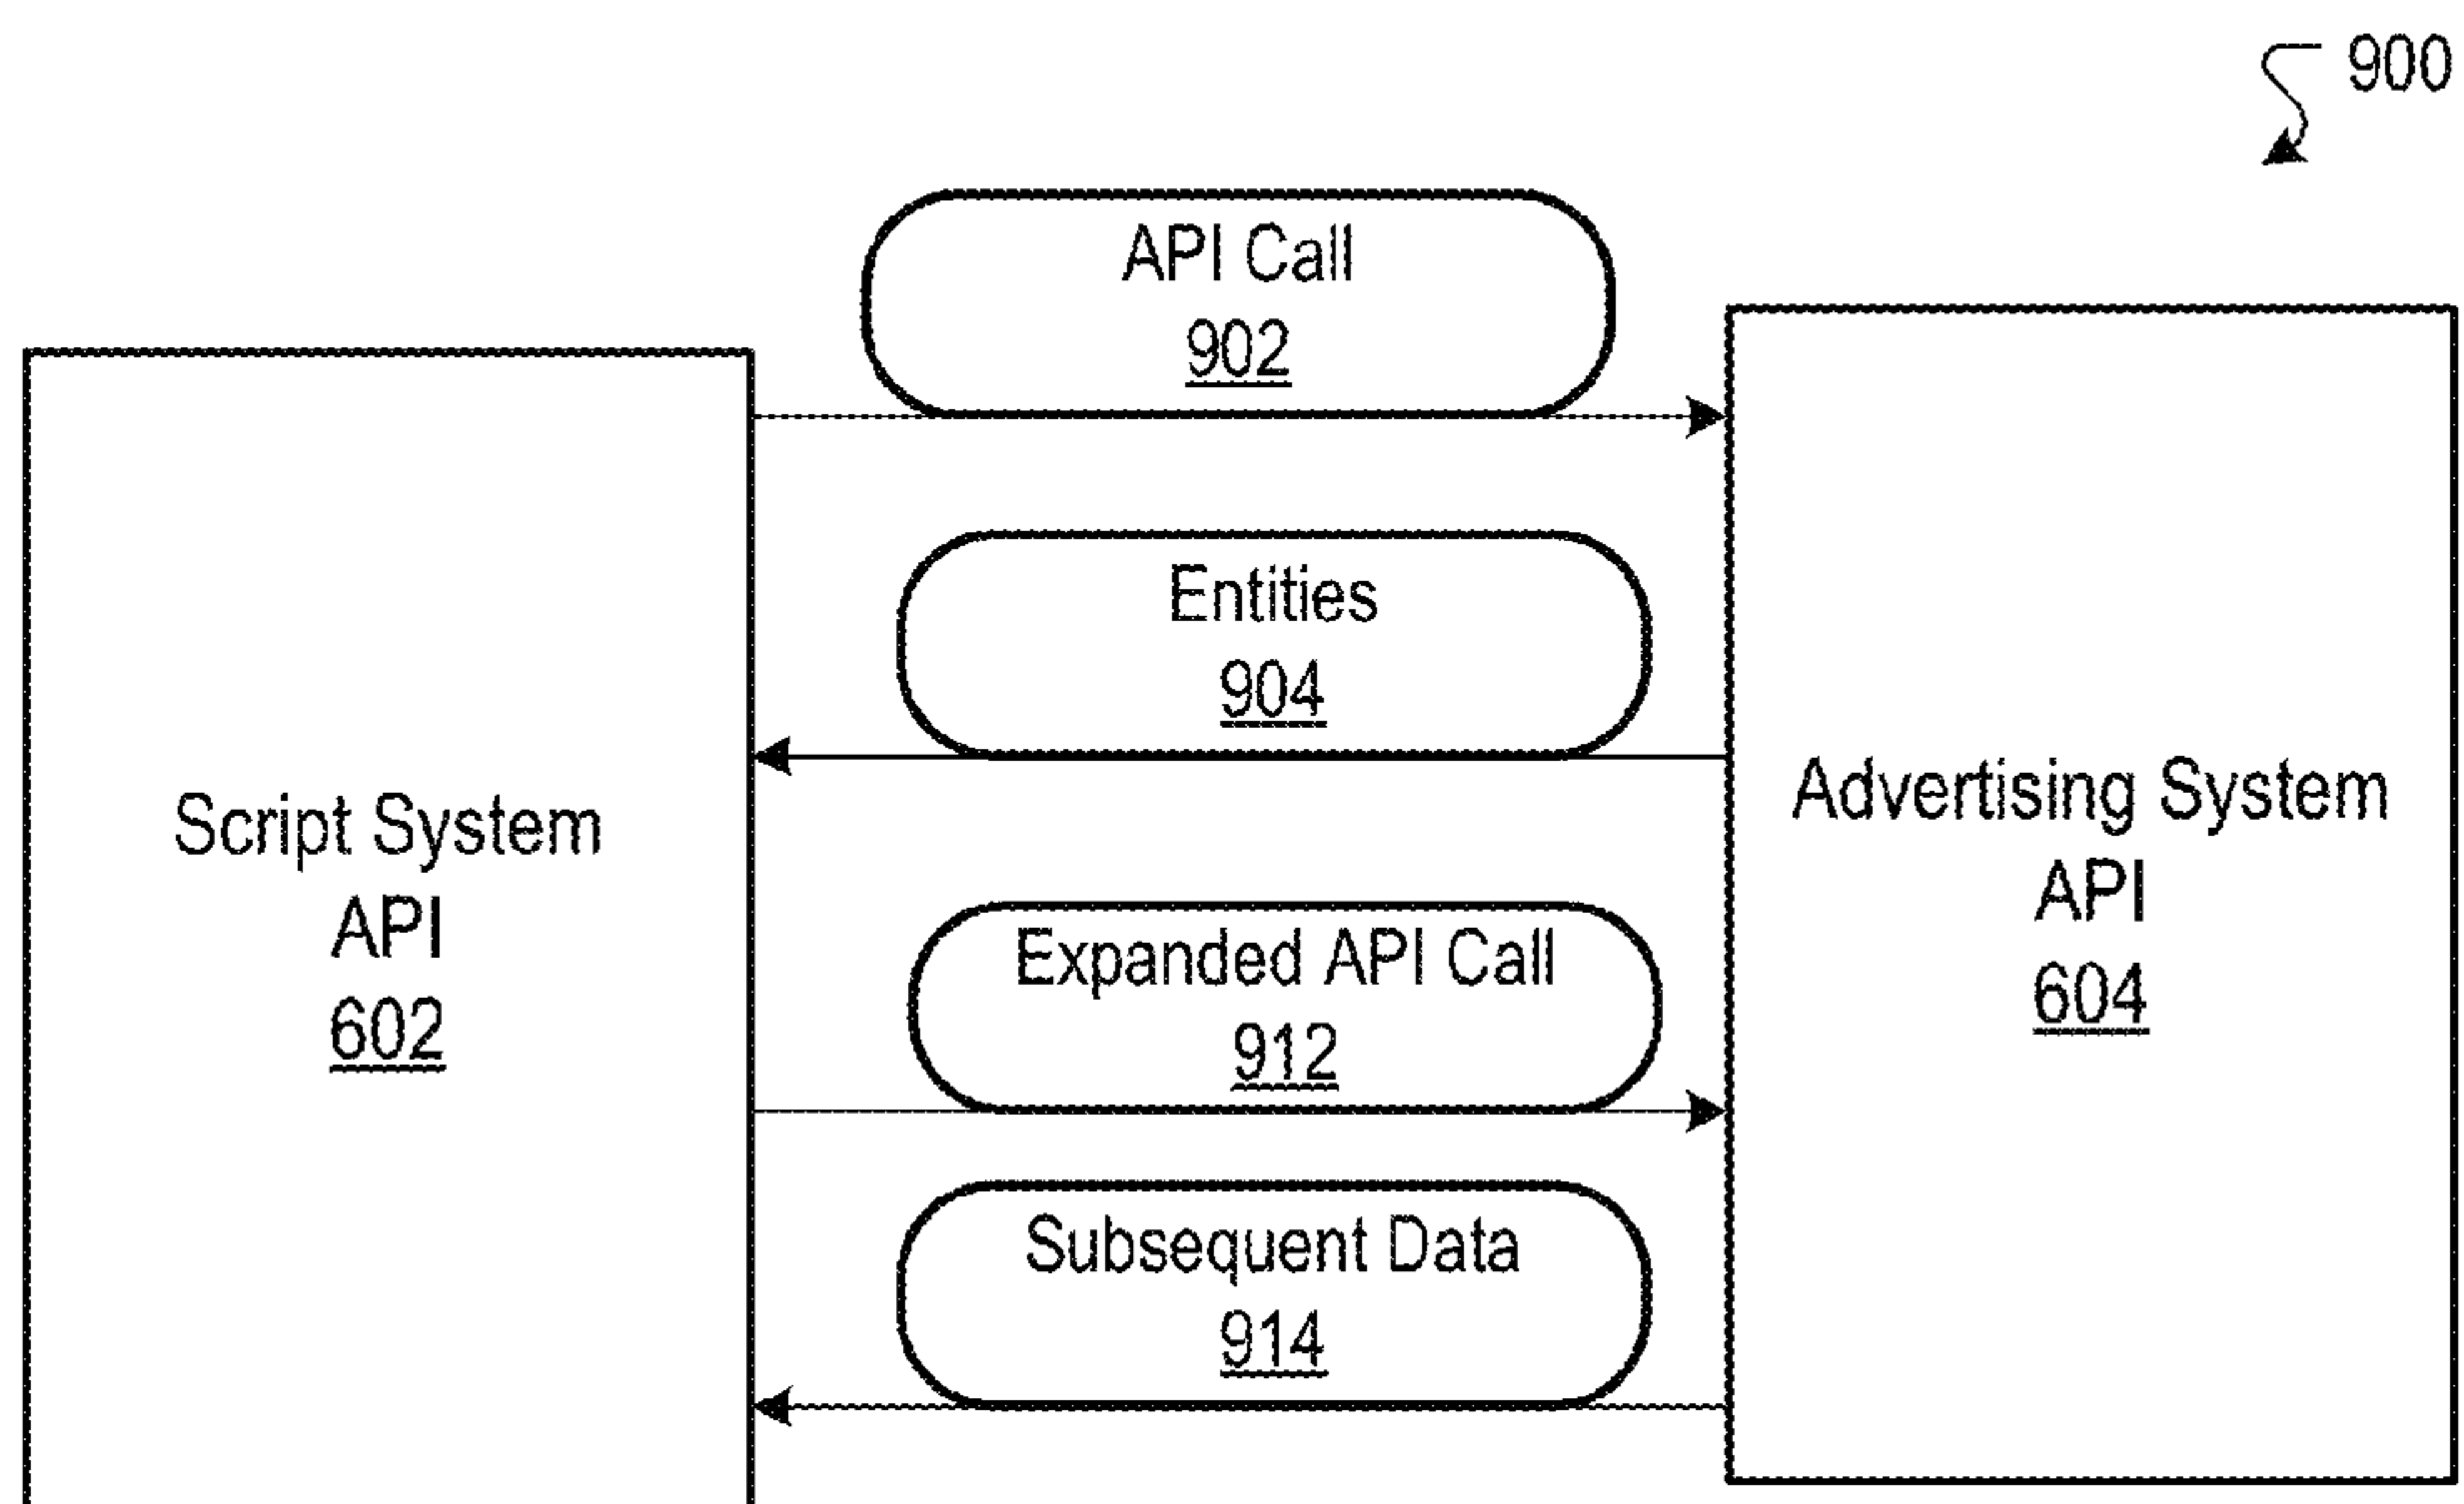 900
API Call
902
Entities
904
Script System
API
602
Advertising System
API
604
Expanded API Call
912
Subsequent Data
914